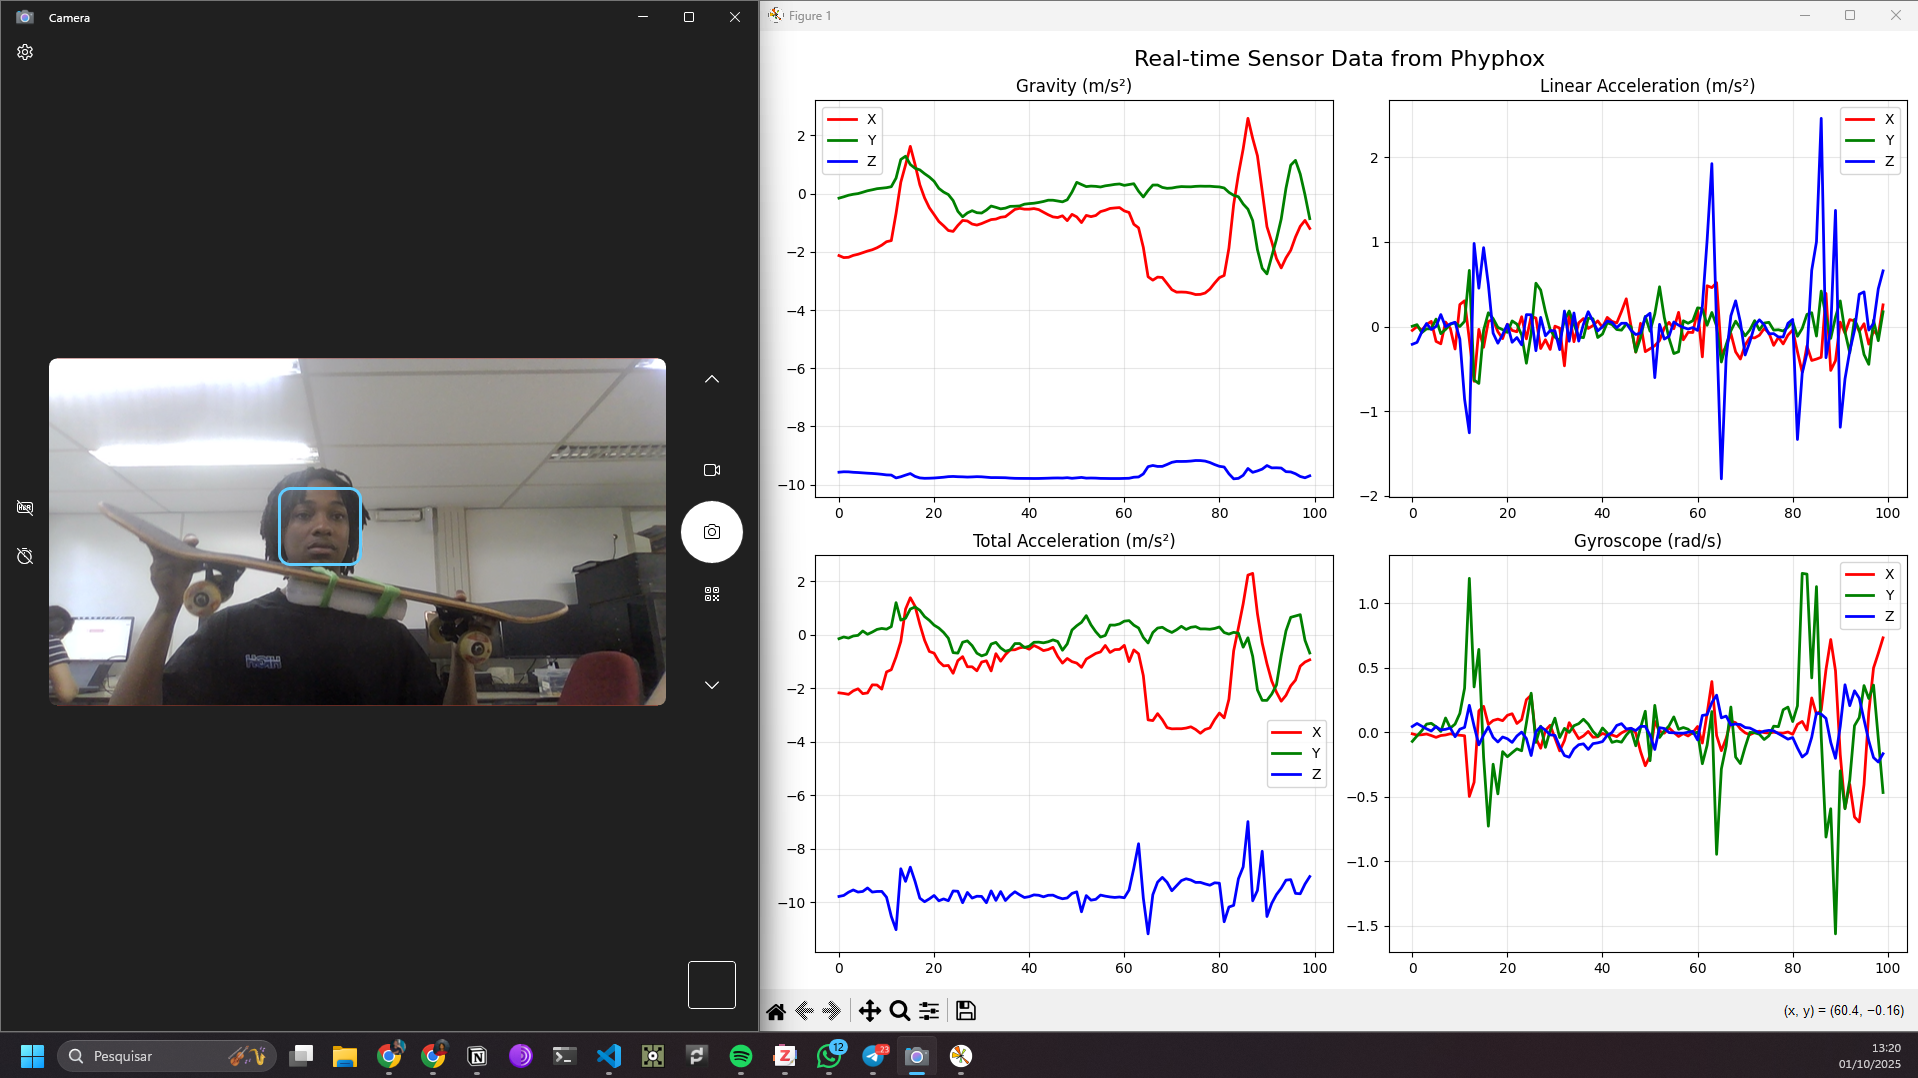 Camera
Figure 1
Real-time Sensor Data from Phyphox
Gravity (m/s²)
X
Y
Z
2
0
−2
−4
−6
−8
−10
0 20 40 60 80 100
Linear Acceleration (m/s²)
X
Y
Z
2
1
0
−1
−2
0 20 40 60 80 100
Total Acceleration (m/s²)
2
0
−2
−4
−6
−8
−10
X
Y
Z
0 20 40 60 80 100
Gyroscope (rad/s)
X
Y
Z
1.0
0.5
0.0
−0.5
−1.0
−1.5
0 20 40 60 80 100
(x, y) = (60.4, −0.16)
Pesquisar
12
23
13:20
01/10/2025